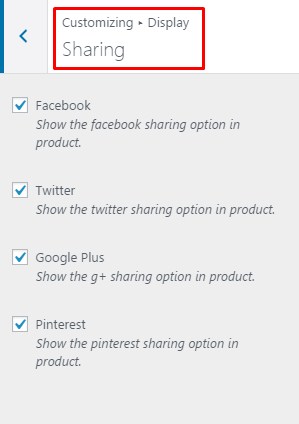 Customizing ▸ Display
Sharing
Facebook
Show the facebook sharing option in
product.
Twitter
Show the twitter sharing option in product.
Google Plus
Show the g+ sharing option in product.
Pinterest
Show the pinterest sharing option in
product.